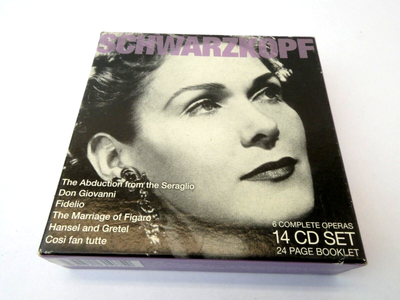 SCHWARZKOPF
The Abduction from the Seraglio
Don Giovanni
Fidelio
The Marriage of Figaro
Hansel and Gretel
Così fan tutte
6 COMPLETE OPERAS
14 CD SET
24 PAGE BOOKLET